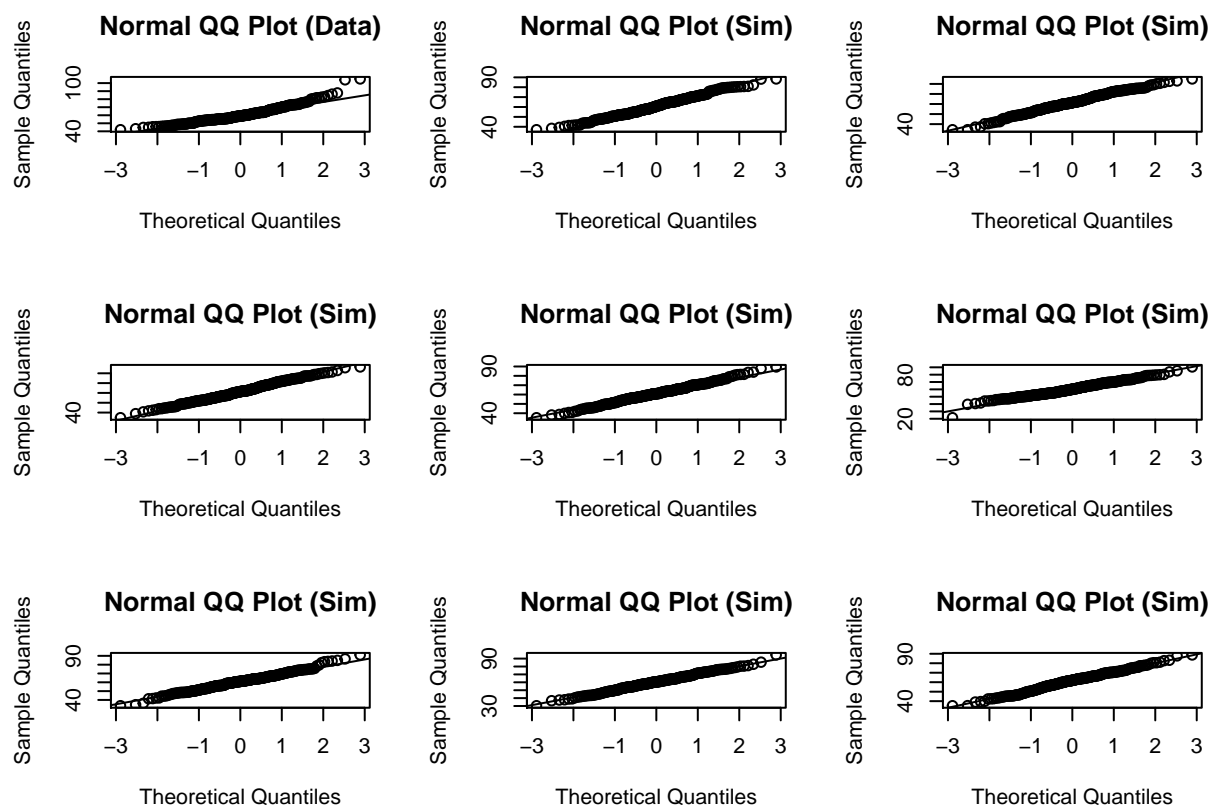 Normal QQ Plot (Data)
Sample Quantiles
40
100
−3
−1
0
1
2
3
Theoretical Quantiles
Normal QQ Plot (Sim)
Sample Quantiles
40
90
−3
−1
0
1
2
3
Theoretical Quantiles
Normal QQ Plot (Sim)
Sample Quantiles
40
−3
−1
0
1
2
3
Theoretical Quantiles
Normal QQ Plot (Sim)
Sample Quantiles
40
−3
−1
0
1
2
3
Theoretical Quantiles
Normal QQ Plot (Sim)
Sample Quantiles
40
90
−3
−1
0
1
2
3
Theoretical Quantiles
Normal QQ Plot (Sim)
Sample Quantiles
20
80
−3
−1
0
1
2
3
Theoretical Quantiles
Normal QQ Plot (Sim)
Sample Quantiles
40
90
−3
−1
0
1
2
3
Theoretical Quantiles
Normal QQ Plot (Sim)
Sample Quantiles
30
90
−3
−1
0
1
2
3
Theoretical Quantiles
Normal QQ Plot (Sim)
Sample Quantiles
40
90
−3
−1
0
1
2
3
Theoretical Quantiles